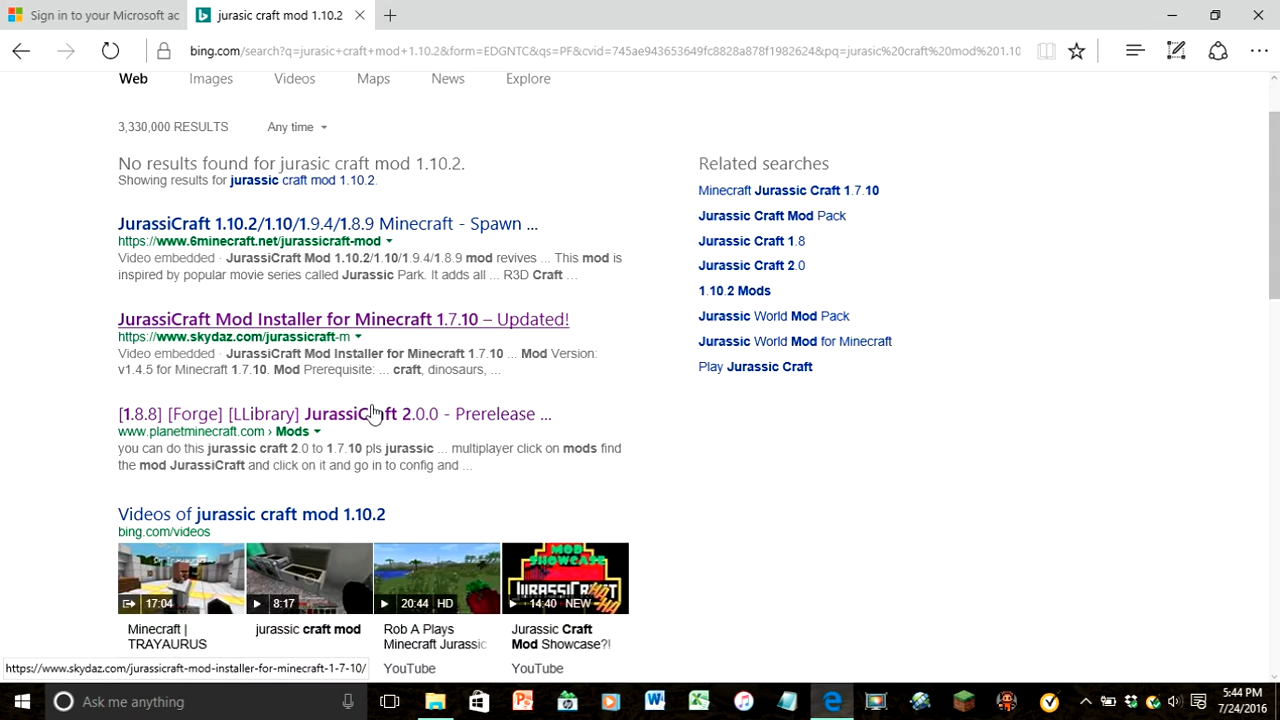 Sign in to your Microsoft ac
jurasic craft mod 1.10.2
bing.com/search?q=jurasic+craft+mod+1.10.2&form=EDGNTC&qs=PF&cvid=745ae943653649fc8828a878f1982624&pq=jurasic%20craft%20mod%201.10
Web
Images
Videos
Maps
News
Explore
3,330,000 RESULTS
Any time
No results found for jurasic craft mod 1.10.2.
Showing results for jurassic craft mod 1.10.2.
JurassiCraft 1.10.2/1.10/1.9.4/1.8.9 Minecraft - Spawn ...
https://www.6minecraft.net/jurassicraft-mod
Video embedded · JurassiCraft Mod 1.10.2/1.10/1.9.4/1.8.9 mod revives ... This mod is
inspired by popular movie series called Jurassic Park. It adds all ... R3D Craft ...
JurassiCraft Mod Installer for Minecraft 1.7.10 – Updated!
https://www.skydaz.com/jurassicraft-m
Video embedded · JurassiCraft Mod Installer for Minecraft 1.7.10 ... Mod Version:
v1.4.5 for Minecraft 1.7.10. Mod Prerequisite: ... craft, dinosaurs, ...
[1.8.8] [Forge] [LLibrary] JurassiCraft 2.0.0 - Prerelease ...
www.planetminecraft.com › Mods
you can do this jurassic craft 2.0 to 1.7.10 pls jurassic ... multiplayer click on mods find
the mod JurassiCraft and click on it and go in to config and ...
Videos of jurassic craft mod 1.10.2
bing.com/videos
17:04
8:17
20:44 HD
MOD
SHOWCASE
JURASSICRAFT
14:40 NEW
Minecraft |
TRAYAURUS
jurassic craft mod
Rob A Plays
Minecraft Jurassic
YouTube
Jurassic Craft
Mod Showcase?!
YouTube
Related searches
Minecraft Jurassic Craft 1.7.10
Jurassic Craft Mod Pack
Jurassic Craft 1.8
Jurassic Craft 2.0
1.10.2 Mods
Jurassic World Mod Pack
Jurassic World Mod for Minecraft
Play Jurassic Craft
https://www.skydaz.com/jurassicraft-mod-installer-for-minecraft-1-7-10/
Ask me anything
5:44 PM
7/24/2016